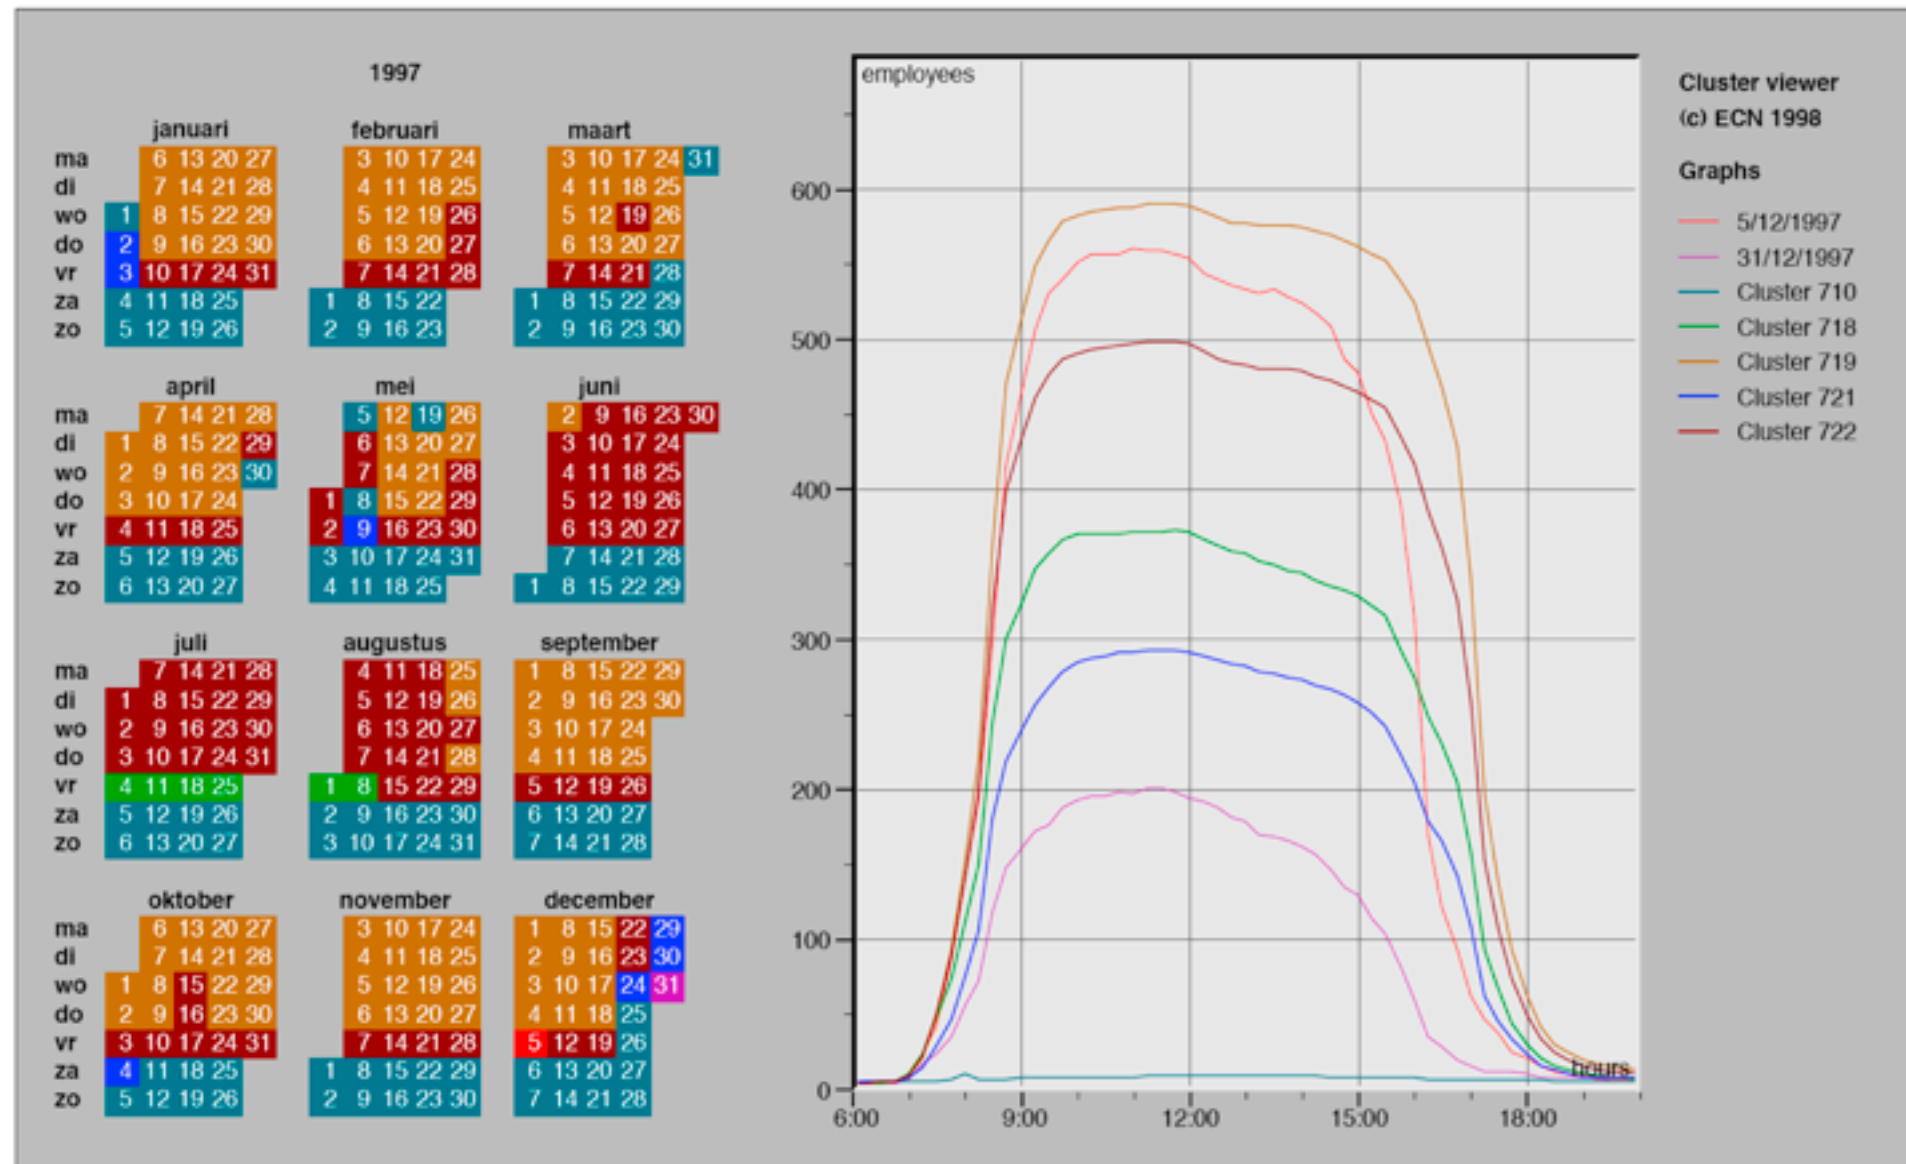 1997
januari februari maart
ma 6 13 20 27 3 10 17 24 3 10 17 24 31
di 7 14 21 28 4 11 18 25 4 11 18 25
wo 1 8 15 22 29 5 12 19 26 5 12 19 26
do 2 9 16 23 30 6 13 20 27 6 13 20 27
vr 3 10 17 24 31 7 14 21 28 7 14 21 28
za 4 11 18 25 1 8 15 22 1 8 15 22 29
zo 5 12 19 26 2 9 16 23 2 9 16 23 30
april mei juni
ma 7 14 21 28 5 12 19 26 2 9 16 23 30
di 1 8 15 22 29 6 13 20 27 3 10 17 24
wo 2 9 16 23 30 7 14 21 28 4 11 18 25
do 3 10 17 24 1 8 15 22 29 5 12 19 26
vr 4 11 18 25 2 9 16 23 30 6 13 20 27
za 5 12 19 26 3 10 17 24 31 7 14 21 28
zo 6 13 20 27 4 11 18 25 1 8 15 22 29
juli augustus september
ma 7 14 21 28 4 11 18 25 1 8 15 22 29
di 1 8 15 22 29 5 12 19 26 2 9 16 23 30
wo 2 9 16 23 30 6 13 20 27 3 10 17 24
do 3 10 17 24 31 7 14 21 28 4 11 18 25
vr 4 11 18 25 1 8 15 22 29 5 12 19 26
za 5 12 19 26 2 9 16 23 30 6 13 20 27
zo 6 13 20 27 3 10 17 24 31 7 14 21 28
oktober november december
ma 6 13 20 27 3 10 17 24 1 8 15 22 29
di 7 14 21 28 4 11 18 25 2 9 16 23 30
wo 1 8 15 22 29 5 12 19 26 3 10 17 24 31
do 2 9 16 23 30 6 13 20 27 4 11 18 25
vr 3 10 17 24 31 7 14 21 28 5 12 19 26
za 4 11 18 25 1 8 15 22 29 6 13 20 27
zo 5 12 19 26 2 9 16 23 30 7 14 21 28
employees
600
500
400
300
200
100
0
6:00 9:00 12:00 15:00 18:00
hours
Cluster viewer
(c) ECN 1998
Graphs
5/12/1997
31/12/1997
Cluster 710
Cluster 718
Cluster 719
Cluster 721
Cluster 722